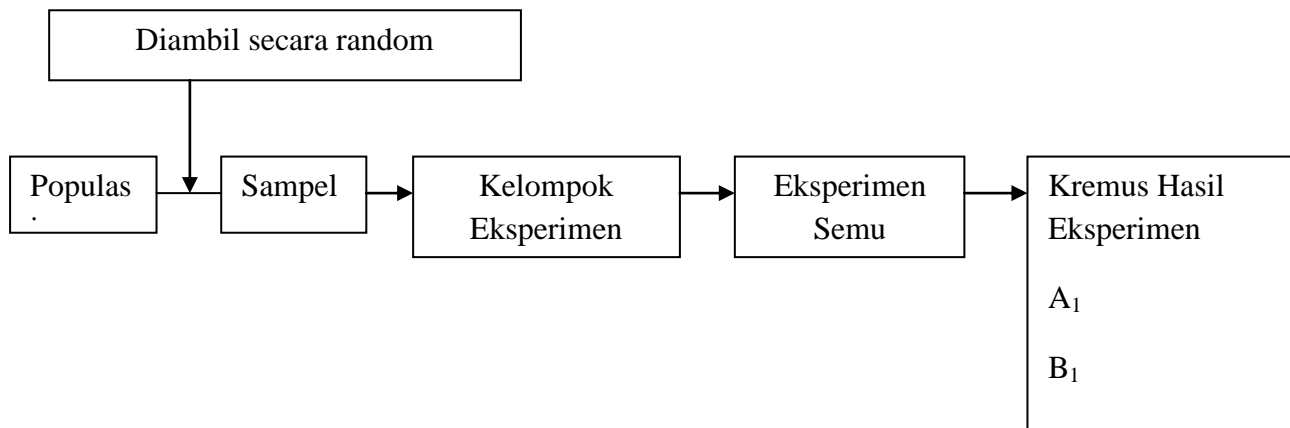 Diambil secara random
Populas
Sampel
Kelompok
Eksperimen
Eksperimen
Semu
Kremus Hasil
Eksperimen
A₁
B₁